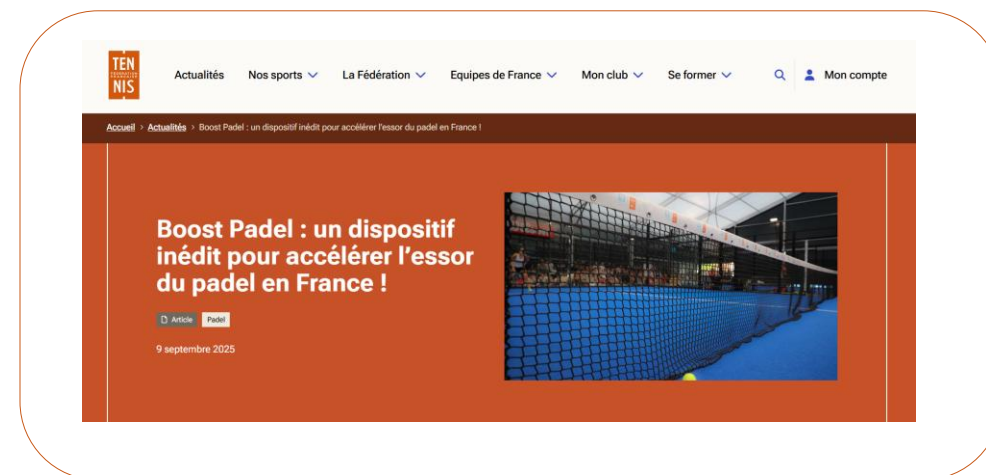 TEN
NIS
Actualités Nos sports La Fédération Equipes de France Mon club Se former Mon compte
Accueil > Actualités > Boost Padel : un dispositif inédit pour accélérer l'essor du padel en France !
Boost Padel : un dispositif
inédit pour accélérer l’essor
du padel en France !
Article Padel
9 septembre 2025